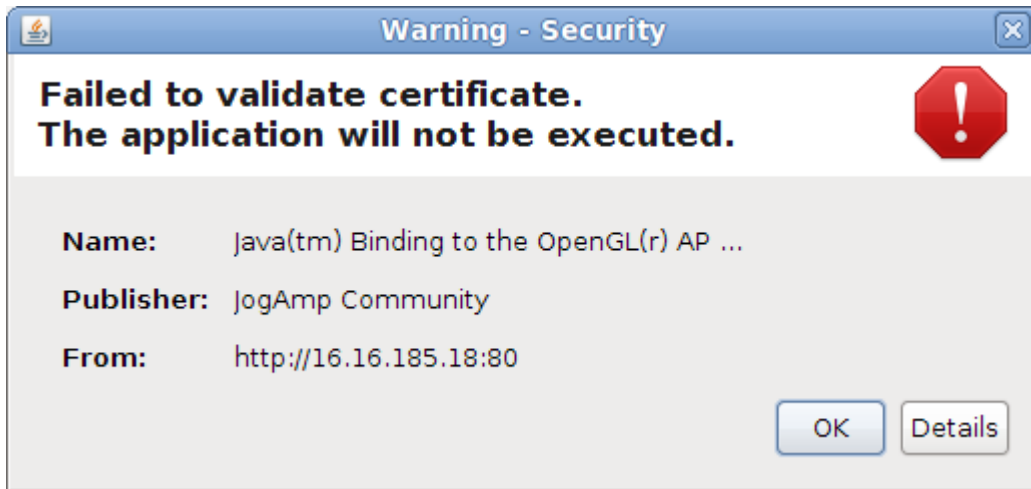 Warning - Security
Failed to validate certificate.
The application will not be executed.
Name: Java(tm) Binding to the OpenGL(r) AP ...
Publisher: JogAmp Community
From: http://16.16.185.18:80
OK Details